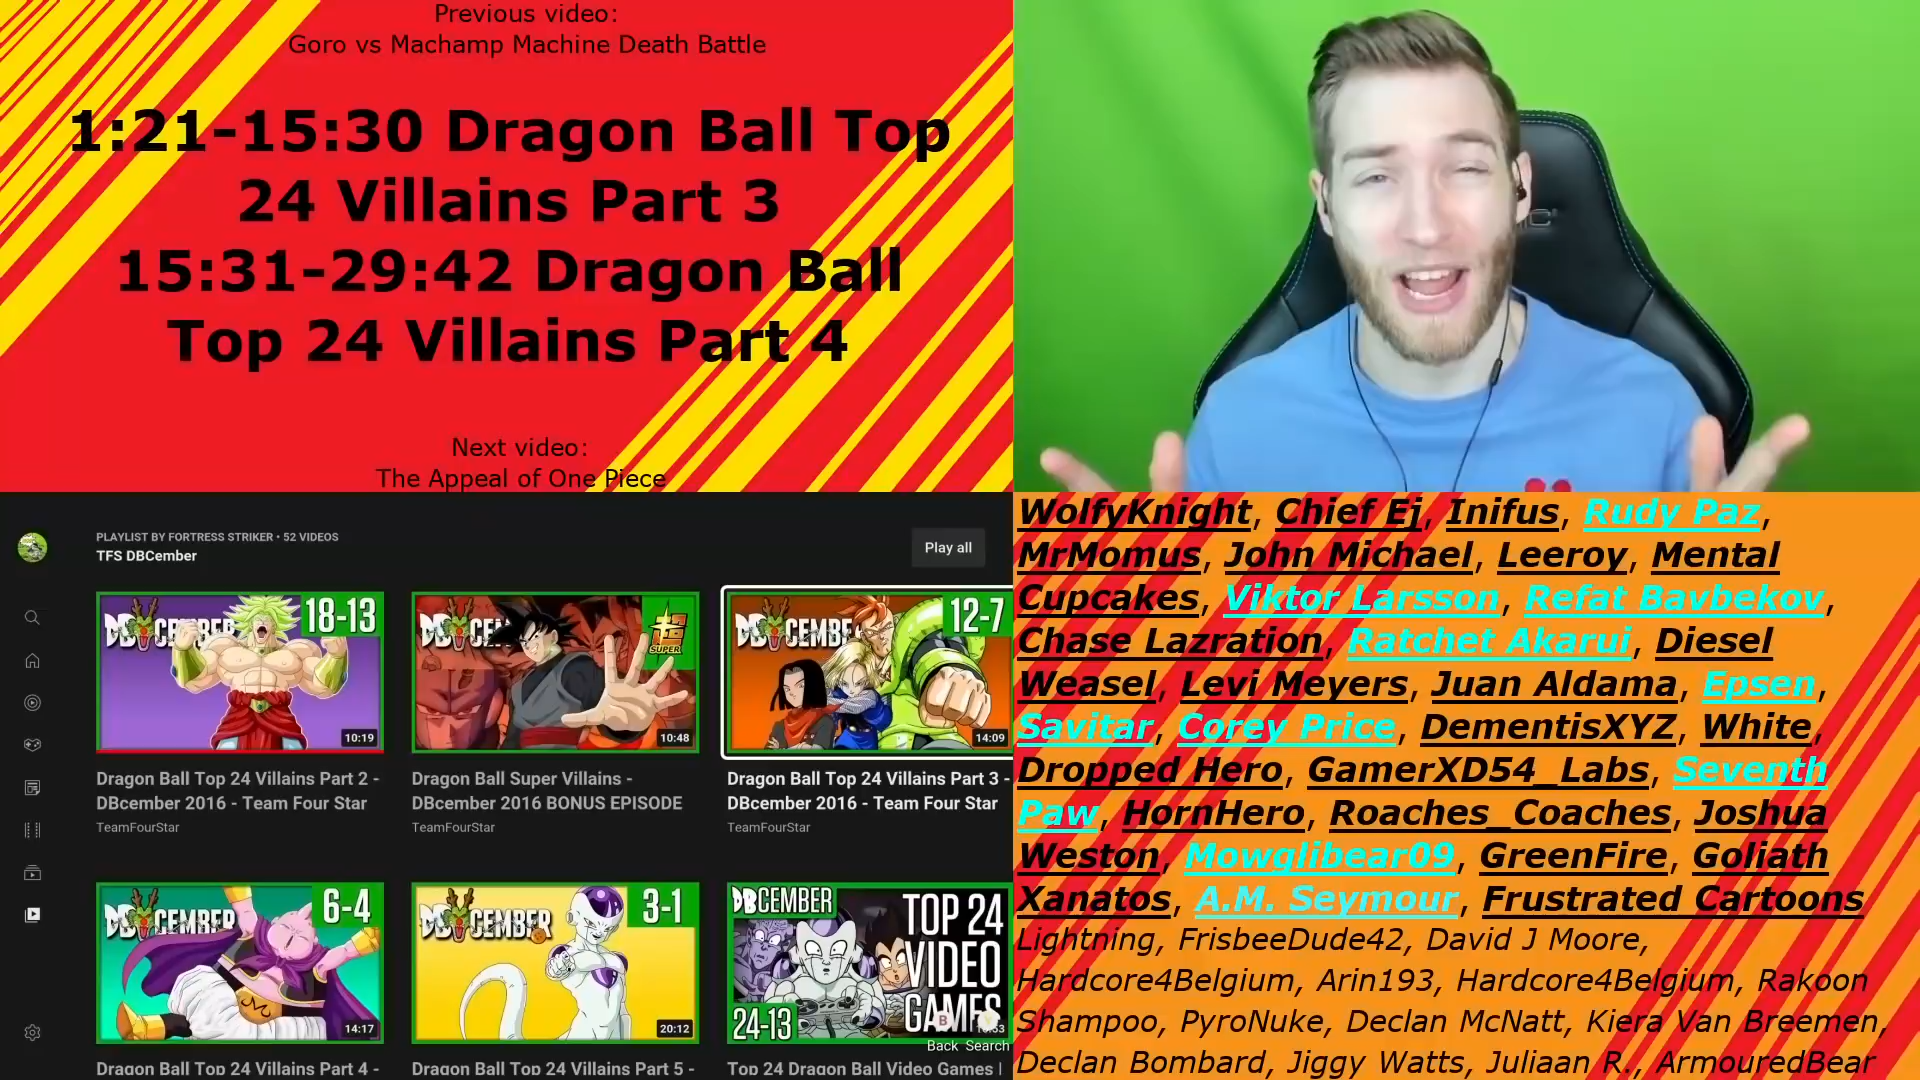 Previous video:
Goro vs Machamp Machine Death Battle
1:21-15:30 Dragon Ball Top
24 Villains Part 3
15:31-29:42 Dragon Ball
Top 24 Villains Part 4
Next video:
The Appeal of One Piece
PLAYLIST BY FORTRESS STRIKER • 52 VIDEOS
TFS DBCember
Play all
DBCEMBER
18-13
10:19
DBCEM
SUPER
10:48
DBCEMBE
12-7
14:09
Dragon Ball Top 24 Villains Part 2 -
DBcember 2016 - Team Four Star
TeamFourStar
Dragon Ball Super Villains -
DBcember 2016 BONUS EPISODE
TeamFourStar
Dragon Ball Top 24 Villains Part 3 -
DBcember 2016 - Team Four Star
TeamFourStar
DBCEMBER
6-4
14:17
DBCEMBER
3-1
20:12
DBCEMBER
TOP 24
VIDEO
GAMES
24-13
B
Y
Back Search
Dragon Ball Top 24 Villains Part 4 -
Dragon Ball Top 24 Villains Part 5 -
Top 24 Dragon Ball Video Games |
WolfyKnight, Chief Ej, Inifus, Rudy Paz,
MrMomus, John Michael, Leeroy, Mental
Cupcakes, Viktor Larsson, Refat Bavbekov,
Chase Lazration, Ratchet Akarui, Diesel
Weasel, Levi Meyers, Juan Aldama, Epsen
Savitar, Corey Price, DementisXYZ, White,
Dropped Hero, GamerXD54_Labs, Seventh
Paw, HornHero, Roaches_Coaches, Joshua
Weston, Mowglibear09, GreenFire, Goliath
Xanatos, A.M. Seymour, Frustrated Cartoons
Lightning, FrisbeeDude42, David J Moore,
Hardcore4Belgium, Arin193, Hardcore4Belgium, Rakoon
Shampoo, PyroNuke, Declan McNatt, Kiera Van Breemen,
Declan Bombard, Jiggy Watts, Juliaan R., ArmouredBear